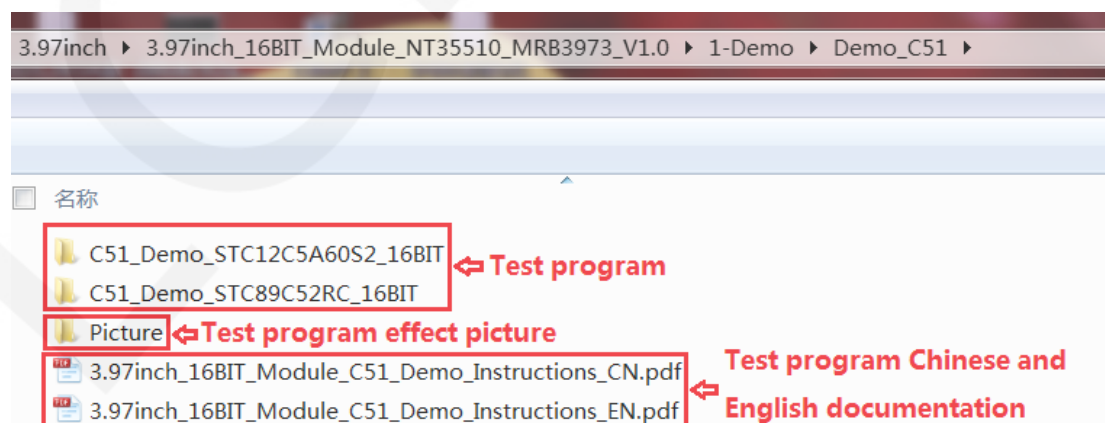 3.97inch ▸ 3.97inch_16BIT_Module_NT35510_MRB3973_V1.0 ▸ 1-Demo ▸ Demo_C51 ▸
名称
C51_Demo_STC12C5A60S2_16BIT
Test program
C51_Demo_STC89C52RC_16BIT
Picture
Test program effect picture
3.97inch_16BIT_Module_C51_Demo_Instructions_CN.pdf
3.97inch_16BIT_Module_C51_Demo_Instructions_EN.pdf
Test program Chinese and
English documentation